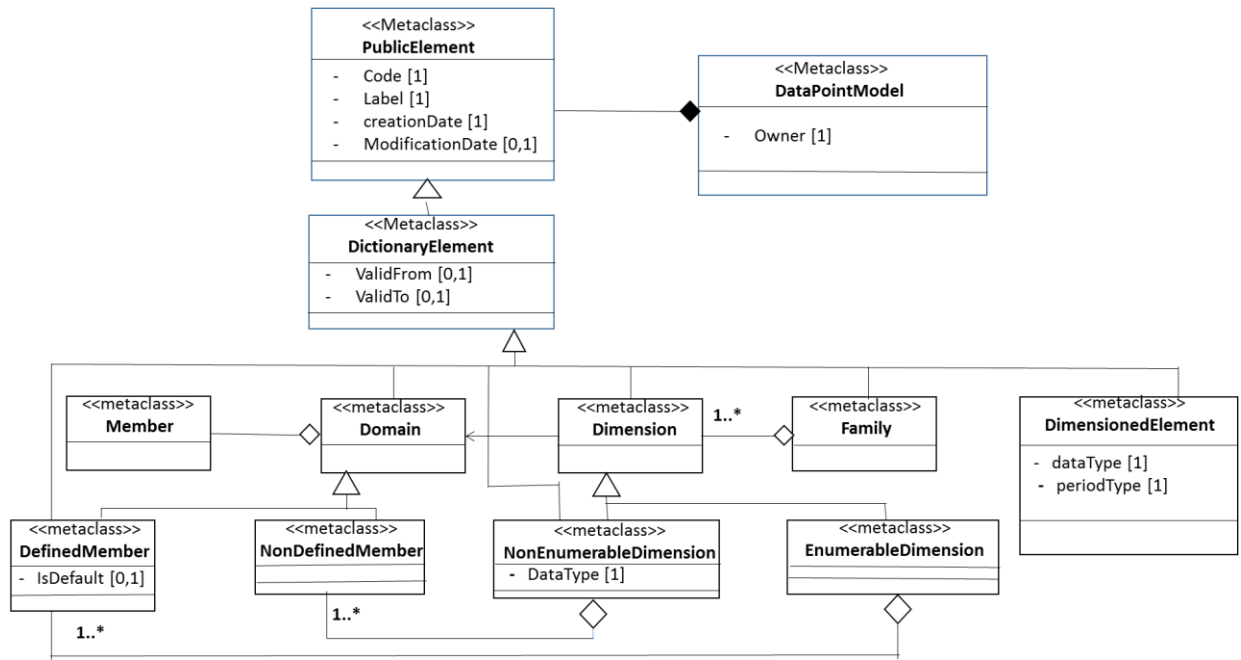 <<Metaclass>>
PublicElement
- Code [1]
- Label [1]
- creationDate [1]
- ModificationDate [0,1]
<<Metaclass>>
DataPointModel
- Owner [1]
<<Metaclass>>
DictionaryElement
- ValidFrom [0,1]
- ValidTo [0,1]
<<metaclass>>
Member
<<metaclass>>
Domain
<<metaclass>>
Dimension
1..*
<<metaclass>>
Family
<<metaclass>>
DimensionedElement
- dataType [1]
- periodType [1]
<<metaclass>>
DefinedMember
- IsDefault [0,1]
<<metaclass>>
NonDefinedMember
<<metaclass>>
NonEnumerableDimension
- DataType [1]
<<metaclass>>
EnumerableDimension
1..*
1..*